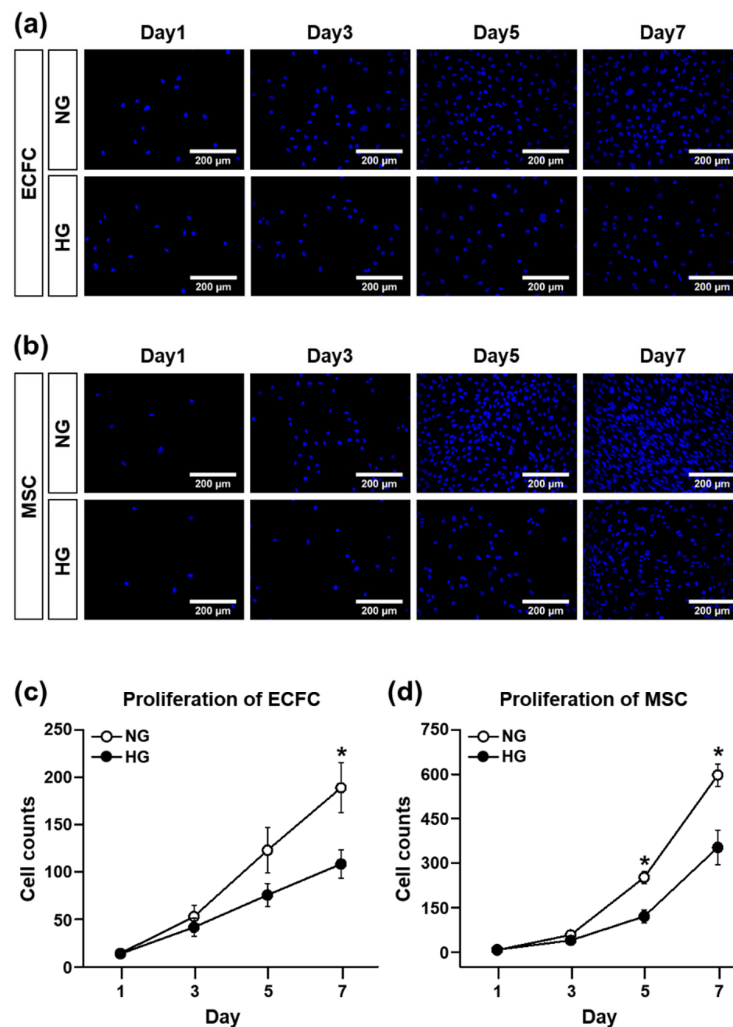 (a)
Day1 Day3 Day5 Day7
ECFC
NG
200 µm 200 µm 200 µm 200 µm
HG
200 µm 200 µm 200 µm 200 µm
(b)
Day1 Day3 Day5 Day7
MSC
NG
200 µm 200 µm 200 µm 200 µm
HG
200 µm 200 µm 200 µm 200 µm
(c) Proliferation of ECFC
250
200
150
100
50
0
Cell counts
NG
HG
*
1 3 5 7
Day
(d) Proliferation of MSC
750
600
450
300
150
0
Cell counts
NG
HG
*
*
1 3 5 7
Day